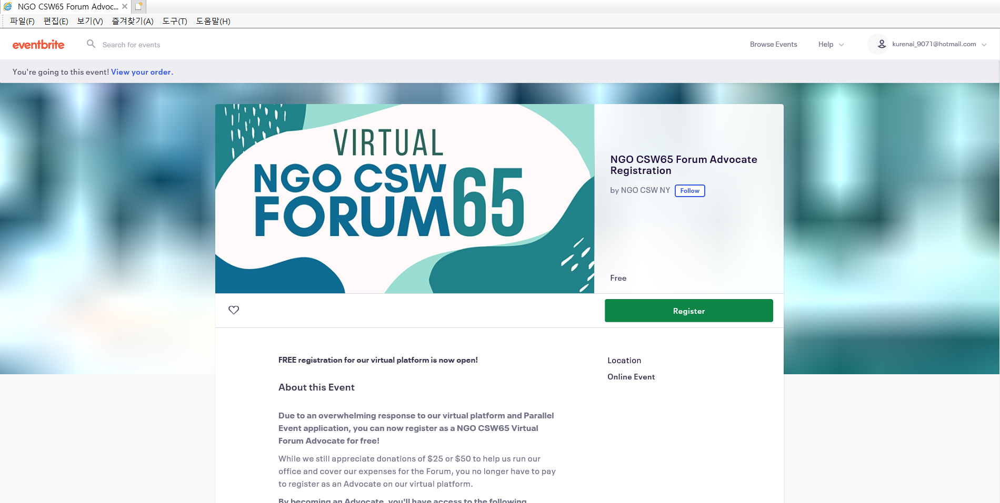 NGO CSW65 Forum Advoc...
파일(F) 편집(E) 보기(V) 즐겨찾기(A) 도구(T) 도움말(H)
eventbrite Search for events Browse Events Help kurenai_9071@hotmail.com
You're going to this event! View your order.
VIRTUAL
NGO CSW
FORUM 65
NGO CSW65 Forum Advocate
Registration
by NGO CSW NY Follow
Free
Register
FREE registration for our virtual platform is now open!
About this Event
Due to an overwhelming response to our virtual platform and Parallel
Event application, you can now register as a NGO CSW65 Virtual
Forum Advocate for free!
While we still appreciate donations of $25 or $50 to help us run our
office and cover our expenses for the Forum, you no longer have to pay
to register as an Advocate on our virtual platform.
By becoming an Advocate, you'll have access to the following
Location
Online Event